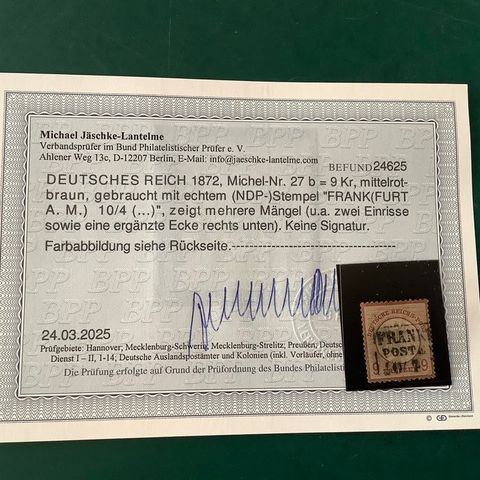 Michael Jäschke-Lantelme
Verbandsprüfer im Bund Philatelistischer Prüfer e. V.
Ahlener Weg 13c, D-12207 Berlin, E-Mail: info@jaeschke-lantelme.com
BEFUND 24625
DEUTSCHES REICH 1872, Michel-Nr. 27 b = 9 Kr, mittelrot-
braun, gebraucht mit echtem (NDP-)Stempel "FRANK(FURT
A. M.) 10/4 (...)", zeigt mehrere Mängel (u.a. zwei Einrisse
sowie eine ergänzte Ecke rechts unten). Keine Signatur.
Farbabbildung siehe Rückseite.-----------------------------------
24.03.2025
Prüfgebiete: Hannover, Mecklenburg-Schwerin, Mecklenburg-Strelitz, Preußen,
Dienst I – II, 1-14; Deutsche Auslandspostämter und Kolonien (inkl. Vorläufer, ohne
Die Prüfung erfolgte auf Grund der Prüfordnung des Bundes Philatelist
BPP
FRAN
POST
9 9